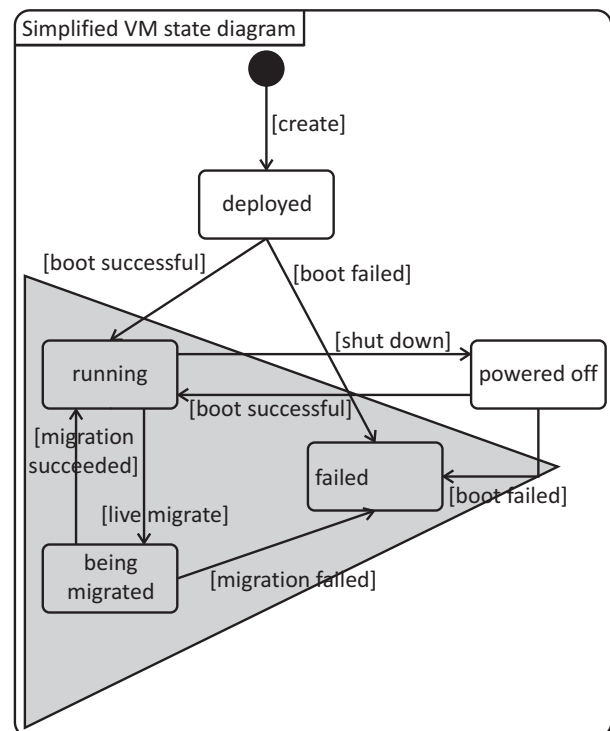 Simplified VM state diagram
[create]
deployed
[boot successful]
[boot failed]
[shut down]
running
powered off
[boot successful]
[migration
succeeded]
failed
[boot failed]
[live migrate]
being
migrated
[migration failed]